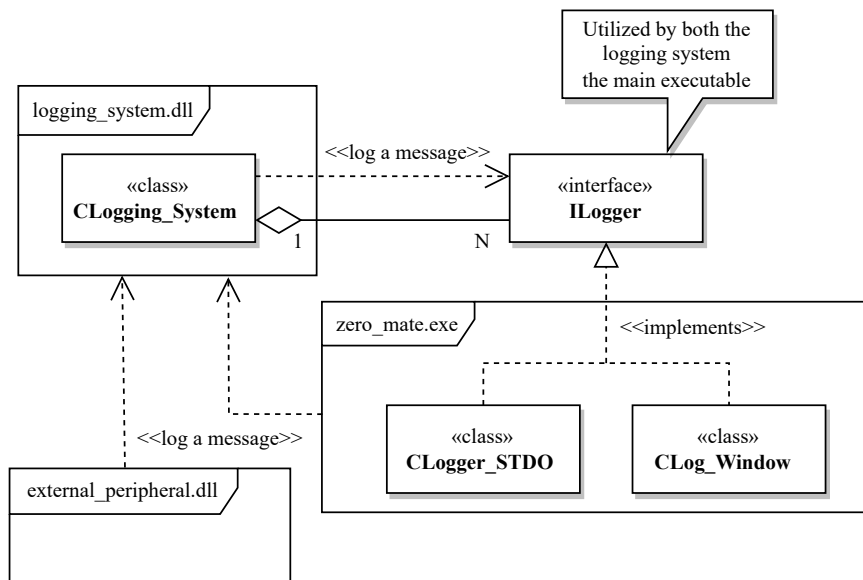 Utilized by both the
logging system
the main executable
logging_system.dll
<<log a message>>
«class»
CLogging_System
«interface»
ILogger
1
N
zero_mate.exe
<<implements>>
«class»
CLogger_STDO
«class»
CLog_Window
<<log a message>>
external_peripheral.dll